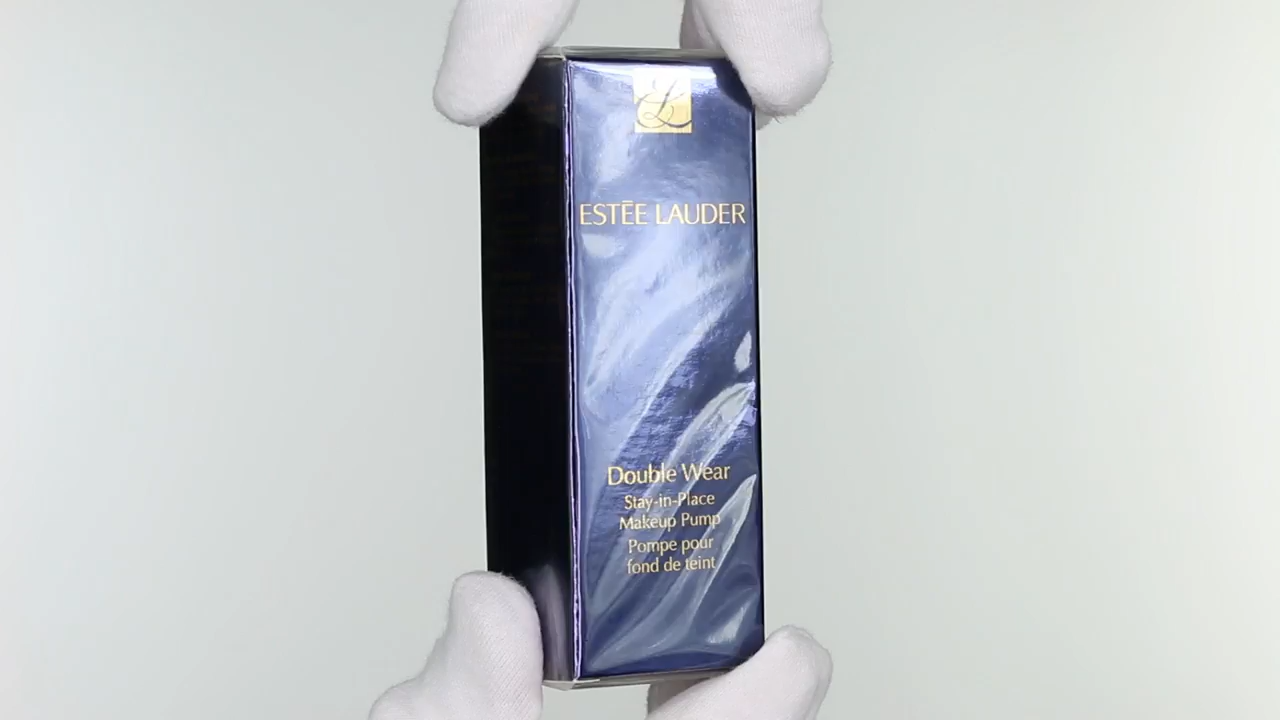 ESTĒE LAUDER
Double Wear
Stay-in-Place
Makeup Pump
Pompe pour
fond de teint